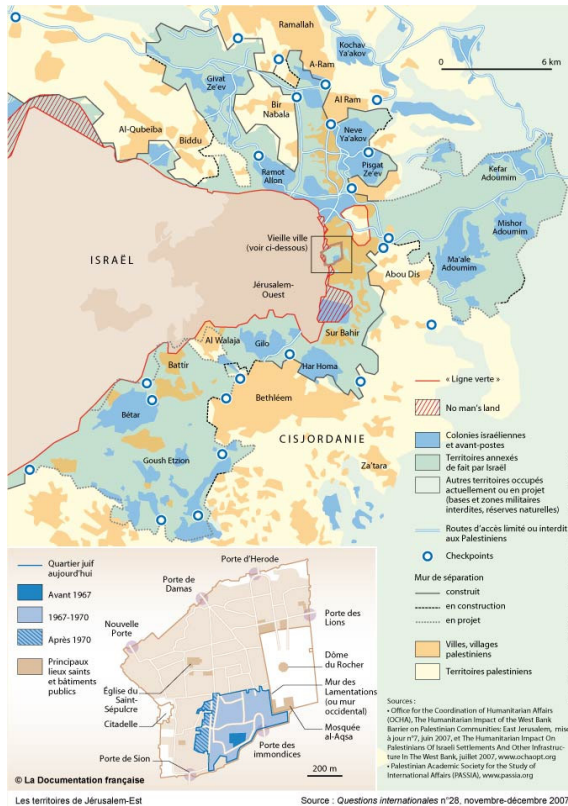 Ramallah
Kochav
Ya'akov
6 km
A-Ram
Givat
Ze'ev
Bir
Nabala
Al Ram
Al-Qubeiba
Biddu
Neve
Ya'akov
Pisgat
Ze'ev
Ramot
Allon
Kefar
Adoumim
Mishor
Adoumim
Vieille ville
(voir ci-dessous)
ISRAËL
Ma'ale
Adoumim
Abou Dis
Jérusalem-
Ouest
Sur Bahir
Al Walaja
Gilo
Battir
Har Homa
Bétar
Bethléem
CISJORDANIE
Goush Etzion
Za'tara
« Ligne verte »
No man's land
Colonies israéliennes
et avant-postes
Territoires annexés
de fait par Israël
Autres territoires occupés
actuellement ou en projet
(bases et zones militaires
interdites, réserves naturelles)
Routes d'accès limité ou interdit
aux Palestiniens
Checkpoints
Mur de séparation
construit
en construction
en projet
Villes, villages
palestiniens
Territoires palestiniens
Sources :
• Office for the Coordination of Humanitarian Affairs
(OCHA), The Humanitarian Impact of the West Bank
Barrier on Palestinian Communities: East Jerusalem, mise
à jour n°7, juin 2007, et The Humanitarian Impact On
Palestinians Of Israeli Settlements And Other Infrastruc-
ture In The West Bank, juillet 2007, www.ochaopt.org
• Palestinian Academic Society for the Study of
International Affairs (PASSIA), www.passia.org
Quartier juif
aujourd'hui
Avant 1967
1967-1970
Après 1970
Principaux
lieux saints
et bâtiments
publics
Porte d'Herode
Porte de
Damas
Nouvelle
Porte
Porte des
Lions
Dôme
du Rocher
Église du
Saint-
Sépulcre
Mur des
Lamentations
(ou mur
occidental)
Citadelle
Mosquée
al-Aqsa
Porte des
immondices
Porte de Sion
200 m
© La Documentation française
Les territoires de Jérusalem-Est
Source : Questions internationales n°28, novembre-décembre 2007